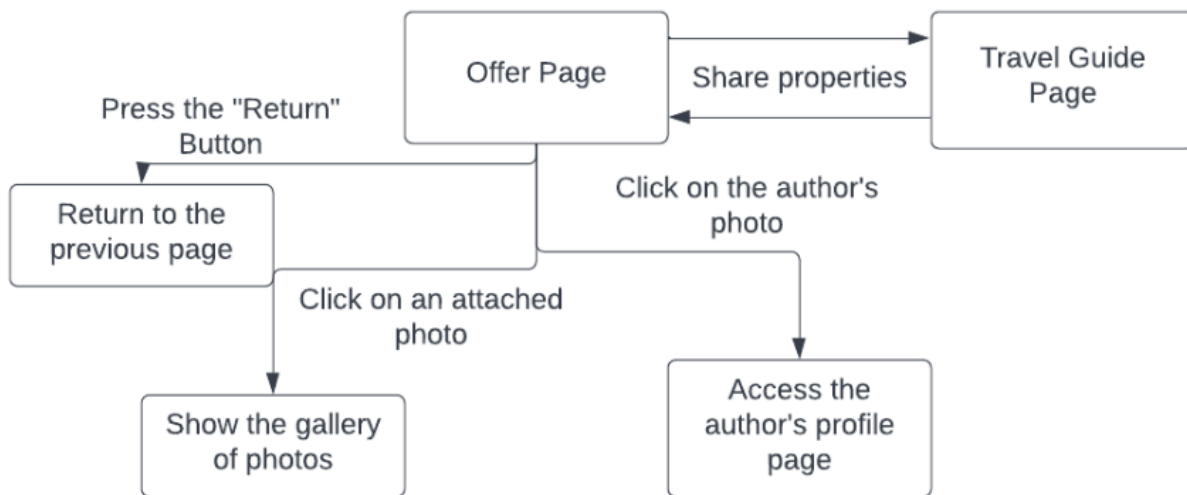 Offer Page
Share properties
Travel Guide
Page
Press the "Return"
Button
Return to the
previous page
Click on the author's
photo
Click on an attached
photo
Show the gallery
of photos
Access the
author's profile
page